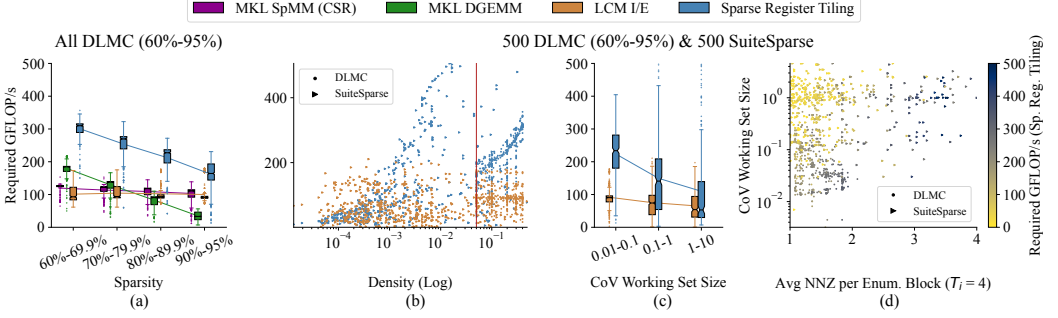 MKL SpMM (CSR) MKL DGEMM LCM I/E Sparse Register Tiling
All DLMC (60%-95%)
500 DLMC (60%-95%) & 500 SuiteSparse
Required GFLOP/s
500
400
300
200
100
0
60%-69.9% 70%-79.9% 80%-89.9% 90%-95%
Sparsity
(a)
DLMC
SuiteSparse
400
200
10⁻⁴ 10⁻³ 10⁻² 10⁻¹
Density (Log)
(b)
500
400
300
200
100
0
0.01-0.1 0.1-1 1-10
CoV Working Set Size
(c)
CoV Working Set Size
10⁰
10⁻¹
10⁻²
DLMC
SuiteSparse
1 2 3 4
Avg NNZ per Enum. Block (Tᵢ = 4)
(d)
500
400
300
200
100
0
Required GFLOP/s (Sp. Reg. Tiling)